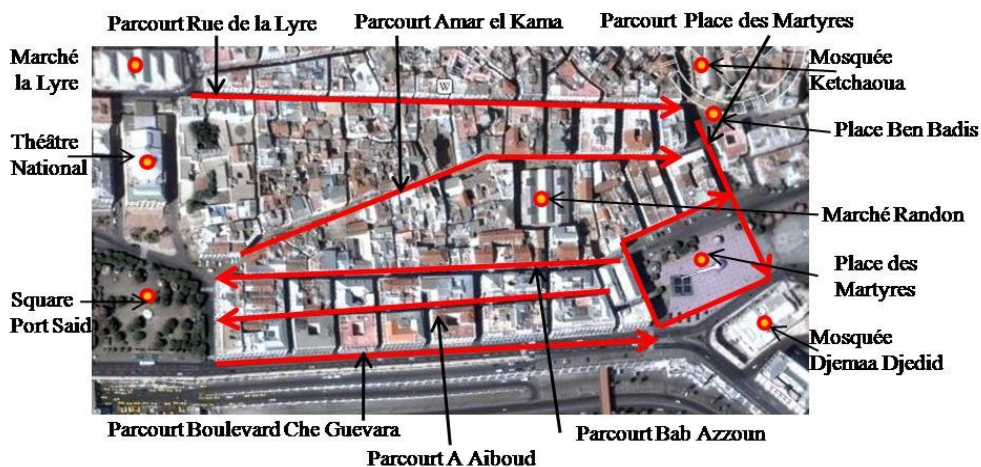 Parcourt Rue de la Lyre
Parcourt Amar el Kama
Parcourt Place des Martyres
Marché
la Lyre
Mosquée
Ketchaoua
W
Place Ben Badis
Théâtre
National
Marché Randon
Place des
Martyres
Square
Port Said
Mosquée
Djemaa Djedid
Parcourt Boulevard Che Guevara
Parcourt Bab Azzoun
Parcourt A Aiboud